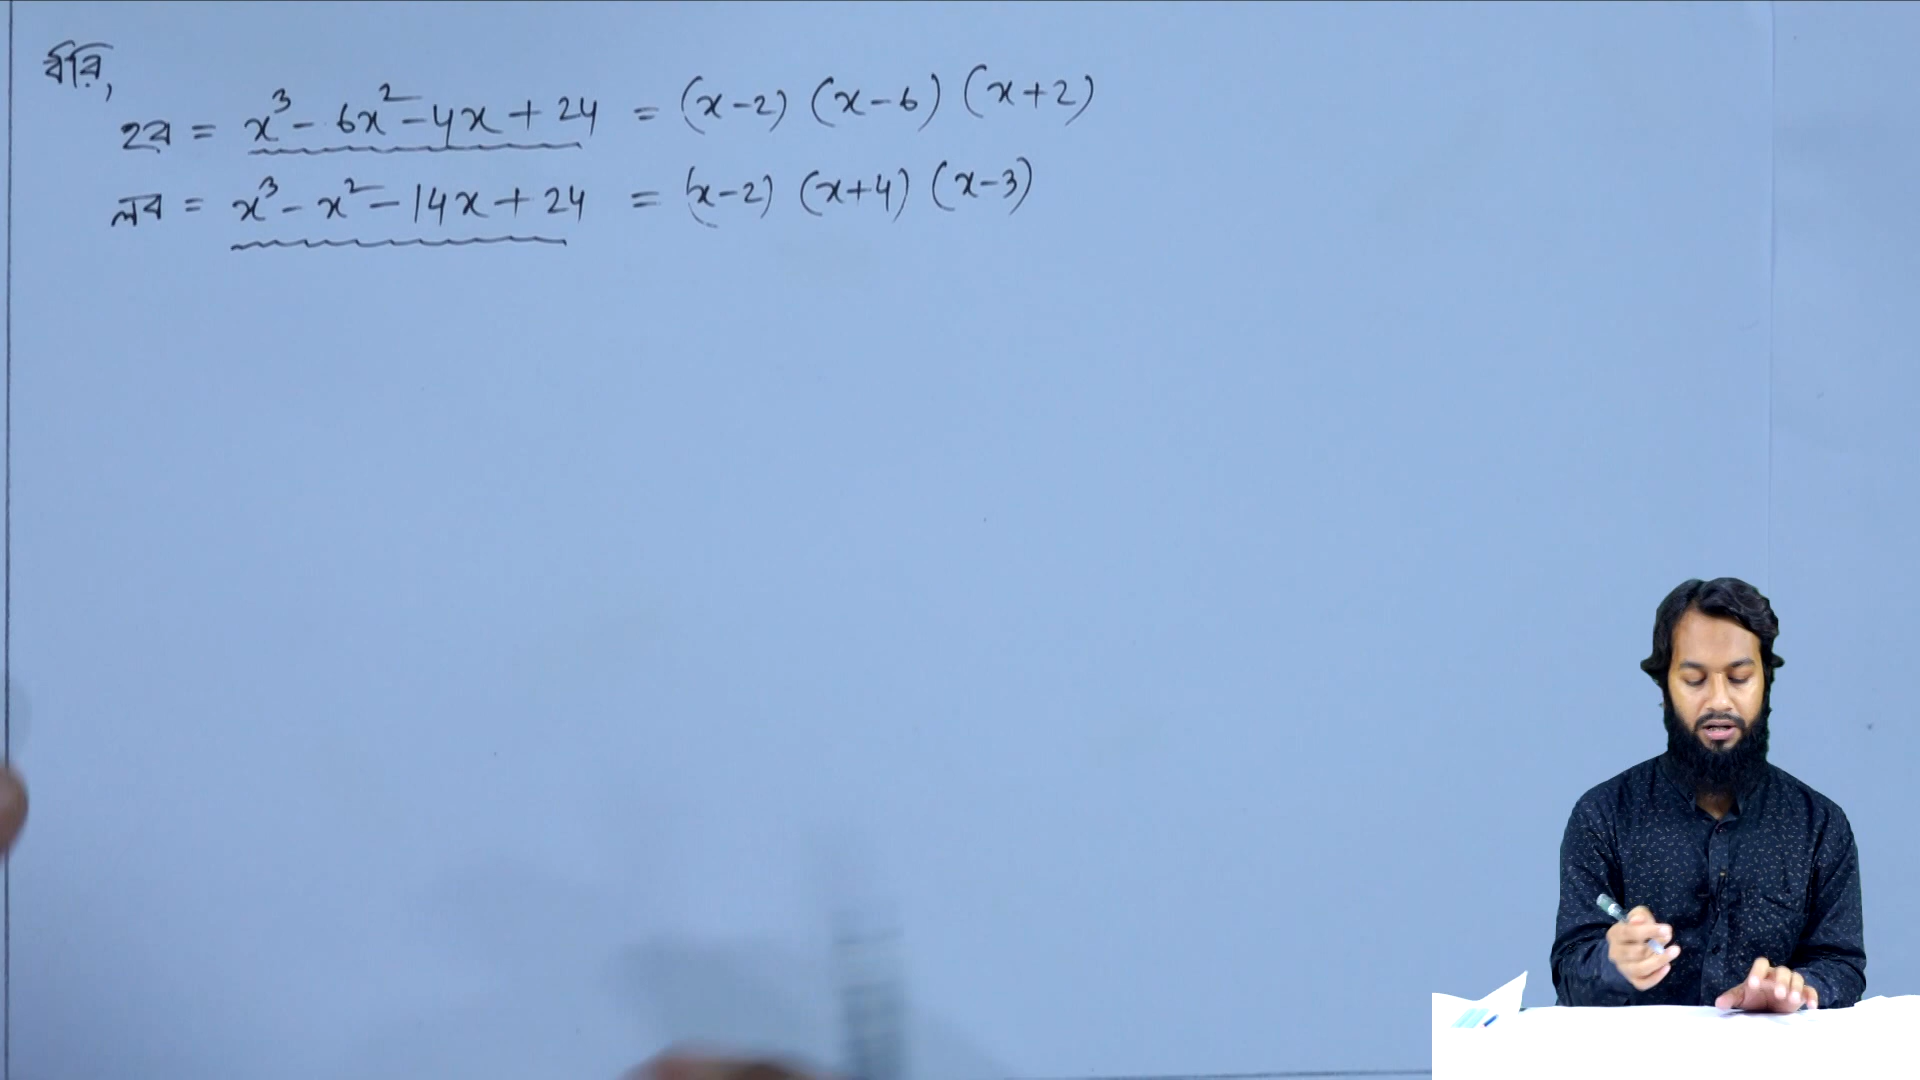 ধরি,
হর = x³ - 6x² - 4x + 24 = (x-2) (x-6) (x+2)
লব = x³ - x² - 14x + 24 = (x-2) (x+4) (x-3)